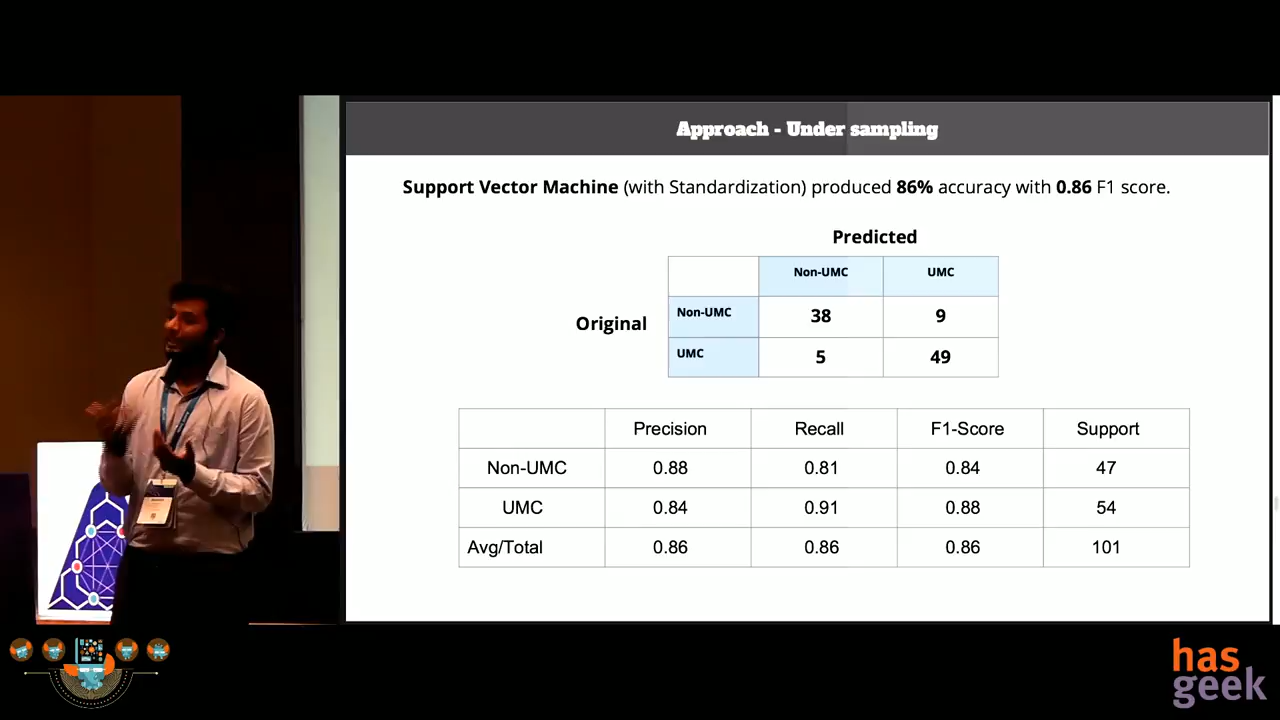 Approach - Under sampling
Support Vector Machine (with Standardization) produced 86% accuracy with 0.86 F1 score.
Predicted
Non-UMC UMC
Original
Non-UMC 38 9
UMC 5 49
Precision Recall F1-Score Support
Non-UMC 0.88 0.81 0.84 47
UMC 0.84 0.91 0.88 54
Avg/Total 0.86 0.86 0.86 101
has
geek